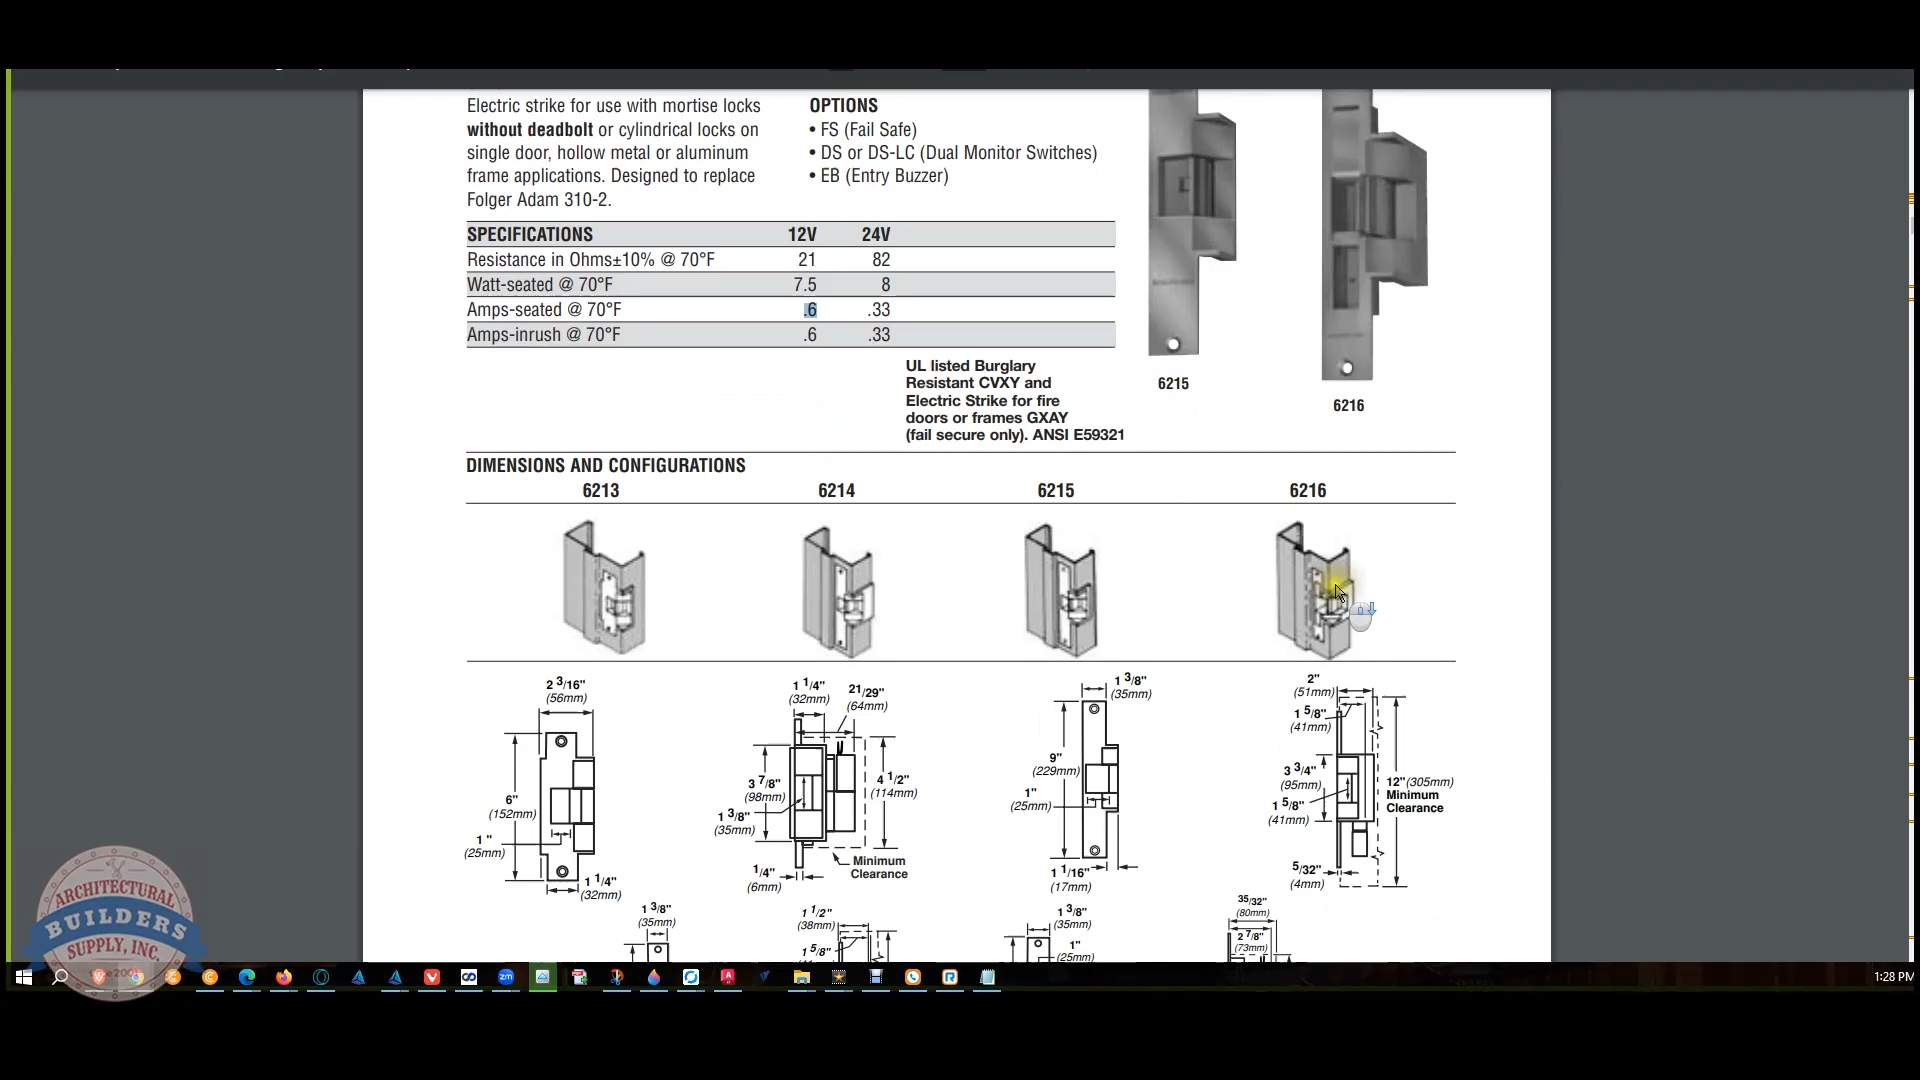 Electric strike for use with mortise locks
without deadbolt or cylindrical locks on
single door, hollow metal or aluminum
frame applications. Designed to replace
Folger Adam 310-2.
OPTIONS
• FS (Fail Safe)
• DS or DS-LC (Dual Monitor Switches)
• EB (Entry Buzzer)
SPECIFICATIONS 12V 24V
Resistance in Ohms±10% @ 70°F 21 82
Watt-seated @ 70°F 7.5 8
Amps-seated @ 70°F .6 .33
Amps-inrush @ 70°F .6 .33
UL listed Burglary
Resistant CVXY and
Electric Strike for fire
doors or frames GXAY
(fail secure only). ANSI E59321
6215
6216
DIMENSIONS AND CONFIGURATIONS
6213 6214 6215 6216
2 3/16"
(56mm)
6"
(152mm)
1 "
(25mm)
1 1/4"
(32mm)
1 1/4"
(32mm)
21/29"
(64mm)
3 7/8"
(98mm)
4 1/2"
(114mm)
1 3/8"
(35mm)
Minimum
Clearance
1/4"
(6mm)
1 3/8"
(35mm)
9"
(229mm)
1"
(25mm)
1 1/16"
(17mm)
2"
(51mm)
1 5/8"
(41mm)
3 3/4"
(95mm)
12"(305mm)
Minimum
Clearance
1 5/8"
(41mm)
5/32"
(4mm)
1 3/8"
(35mm)
1 1/2"
(38mm)
1 5/8"
1 3/8"
(35mm)
1"
(25mm)
35/32"
(80mm)
2 7/8"
(73mm)
ARCHITECTURAL
BUILDERS
SUPPLY, INC.
zm
1:28 PM